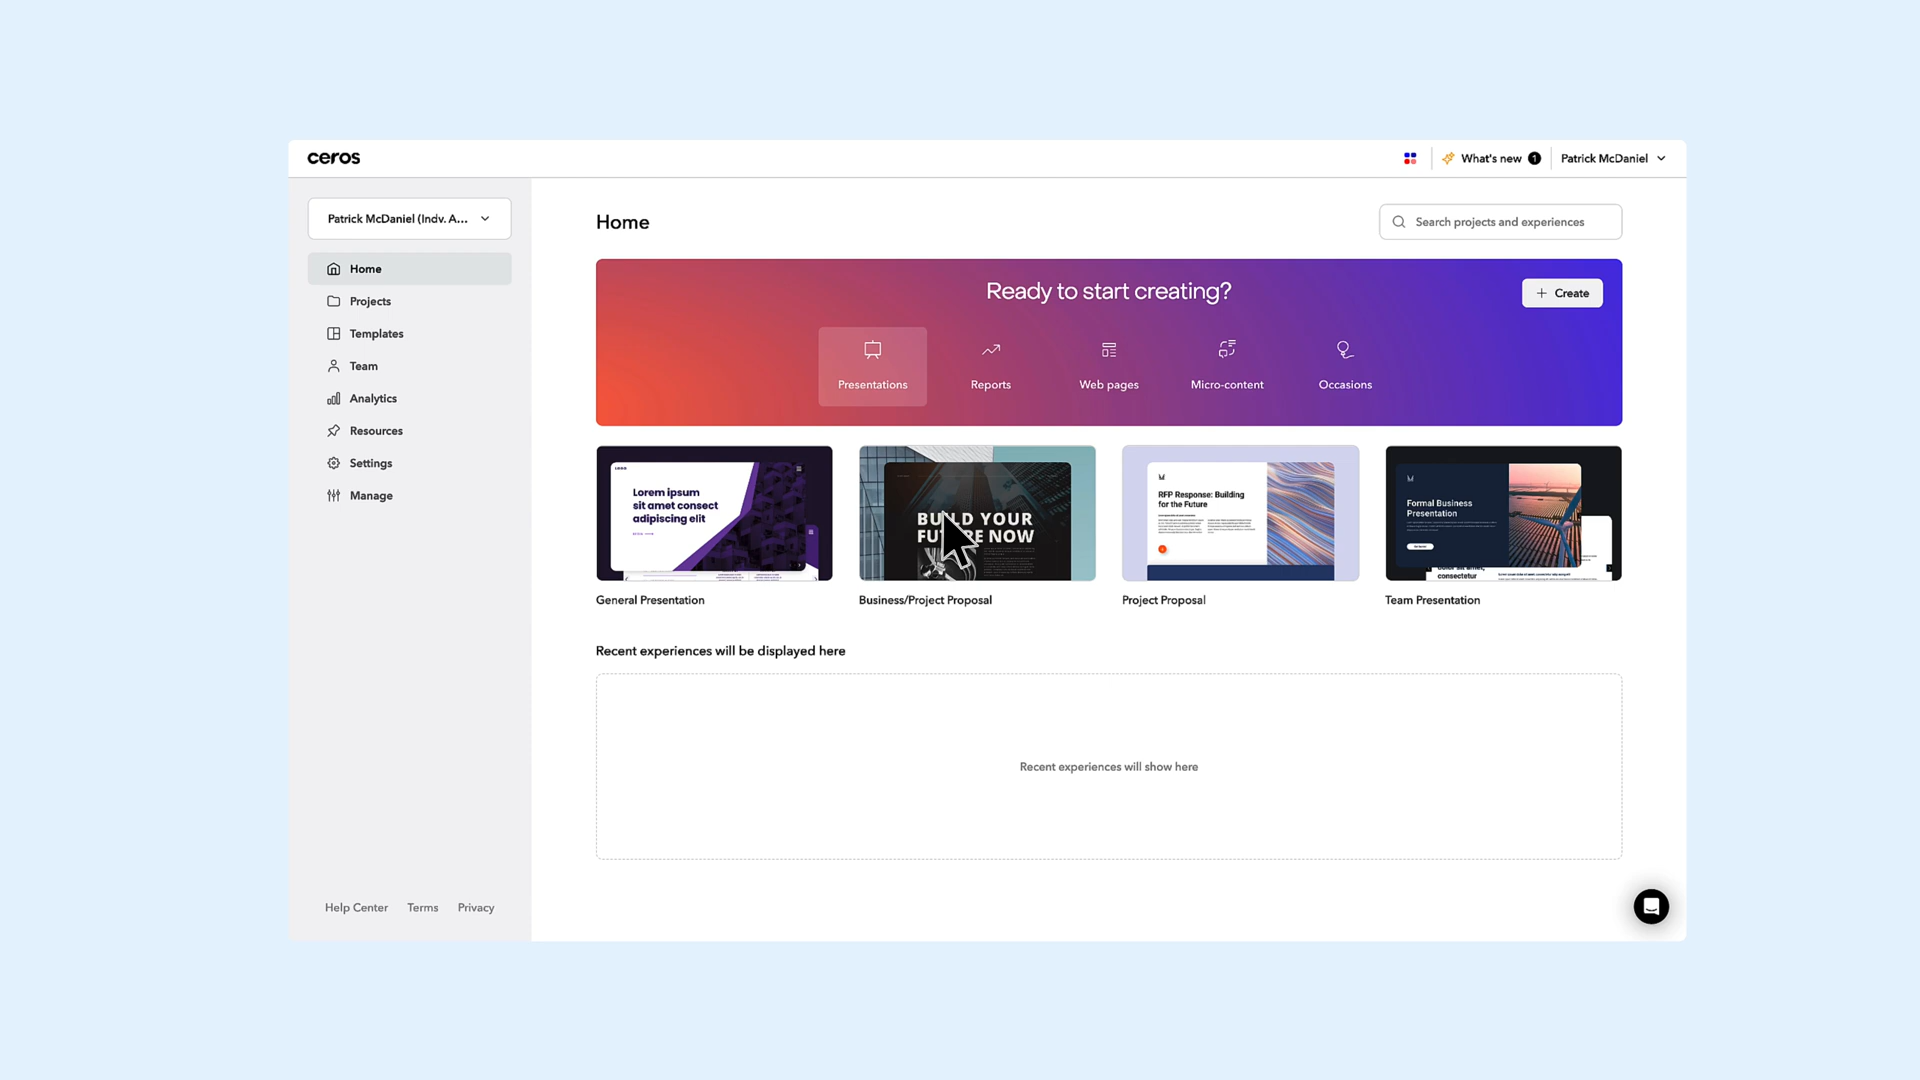 ceros
What's new 1
Patrick McDaniel
Patrick McDaniel (Indv. A...
Home
Projects
Templates
Team
Analytics
Resources
Settings
Manage
Help Center Terms Privacy
Home
Search projects and experiences
Ready to start creating?
+ Create
Presentations
Reports
Web pages
Micro-content
Occasions
LOGO
Lorem ipsum
sit amet consect
adipiscing elit
General Presentation
BUILD YOUR
FUTURE NOW
Business/Project Proposal
RFP Response: Building
for the Future
Project Proposal
Formal Business
Presentation
consectetur
Team Presentation
Recent experiences will be displayed here
Recent experiences will show here